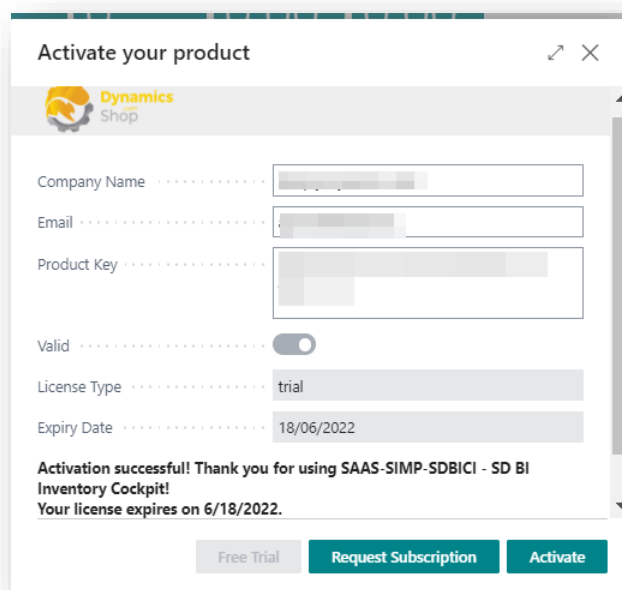 Activate your product
Dynamics
Shop
Company Name
Email
Product Key
Valid
License Type trial
Expiry Date 18/06/2022
Activation successful! Thank you for using SAAS-SIMP-SDBICI - SD BI
Inventory Cockpit!
Your license expires on 6/18/2022.
Free Trial Request Subscription Activate